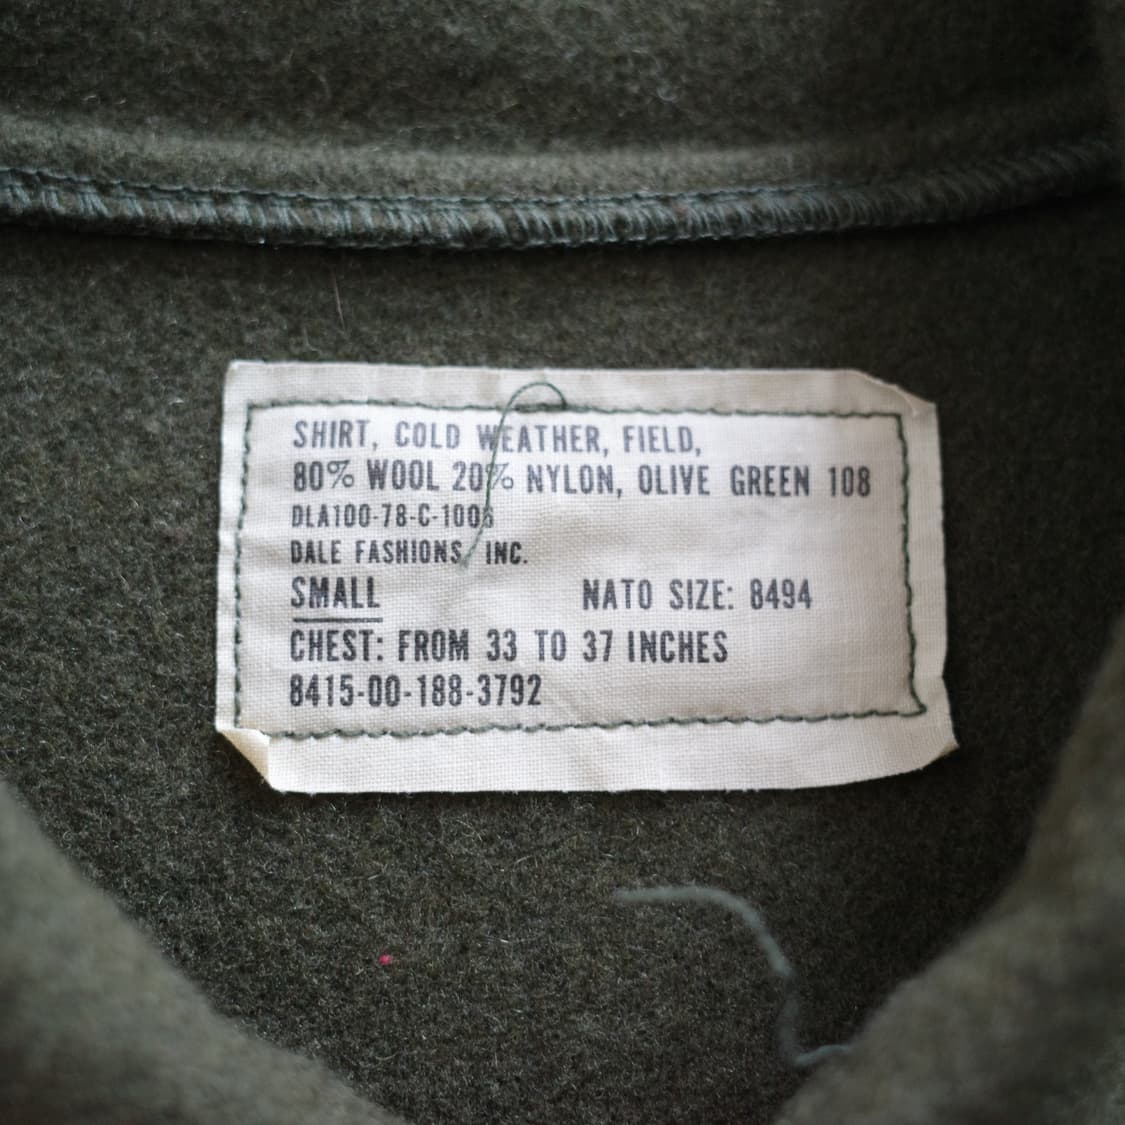 SHIRT, COLD WEATHER, FIELD,
80% WOOL 20% NYLON, OLIVE GREEN 108
DLA100-78-C-1006
DALE FASHIONS, INC.
SMALL NATO SIZE: 8494
CHEST: FROM 33 TO 37 INCHES
8415-00-188-3792